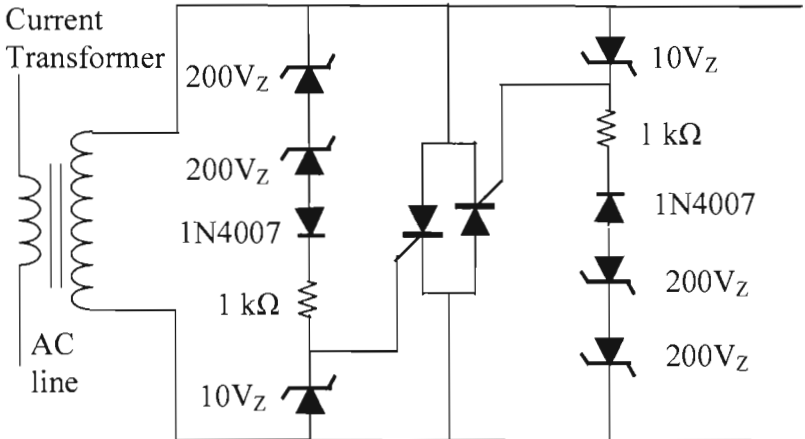 Current
Transformer
200V_Z
10V_Z
1 kΩ
200V_Z
1N4007
1N4007
200V_Z
1 kΩ
AC
line
200V_Z
10V_Z